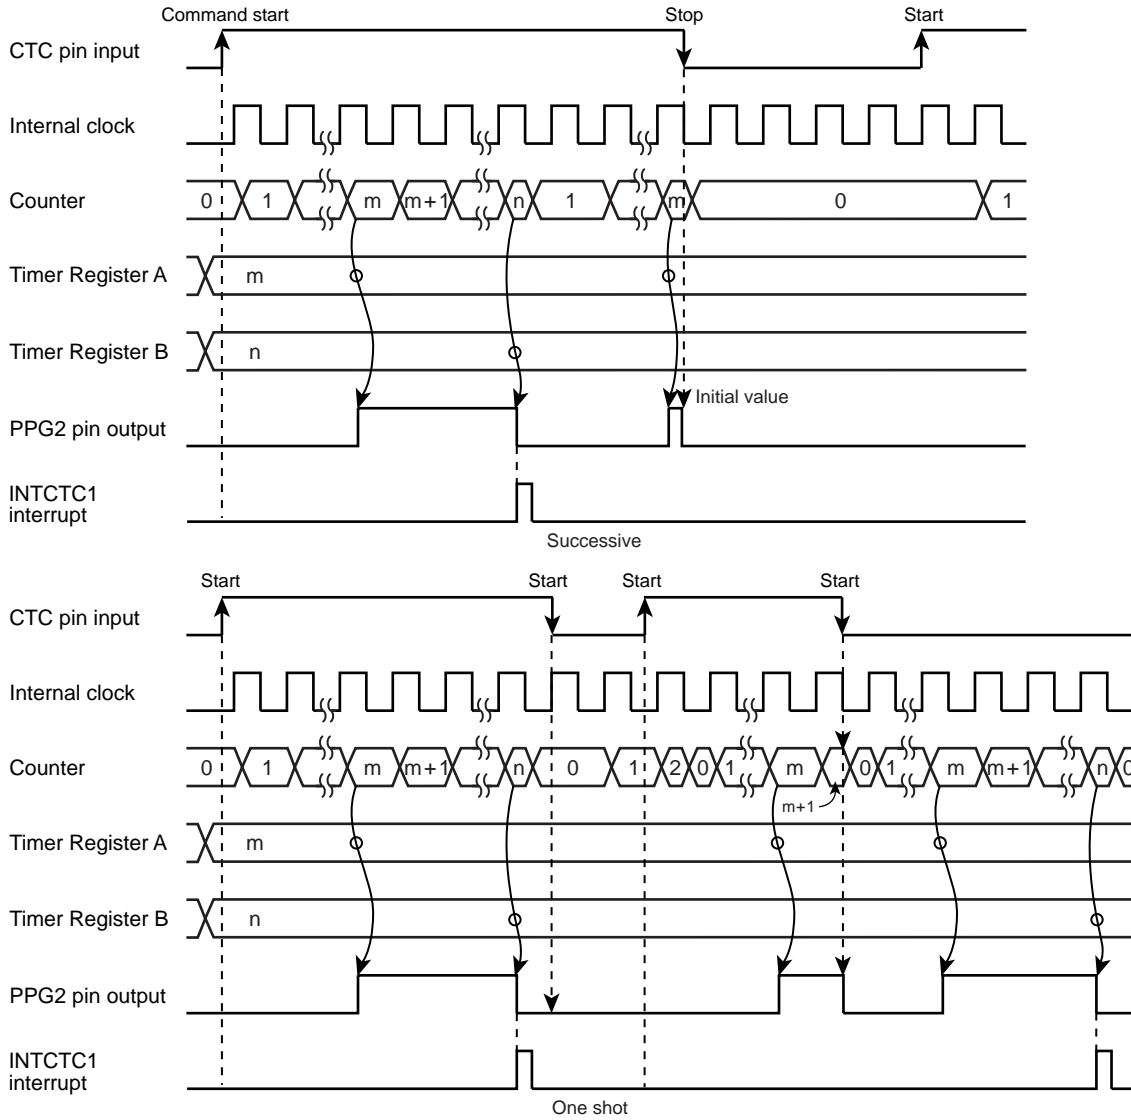 Command start Stop Start
CTC pin input
Internal clock
Counter 0 1 m m+1 n 1 m 0 1
Timer Register A m
Timer Register B n
Initial value
PPG2 pin output
INTCTC1
interrupt
Successive
Start Start Start Start
CTC pin input
Internal clock
Counter 0 1 m m+1 n 0 1 2 0 1 m 0 1 m m+1 n 0
m+1
Timer Register A m
Timer Register B n
PPG2 pin output
INTCTC1
interrupt
One shot